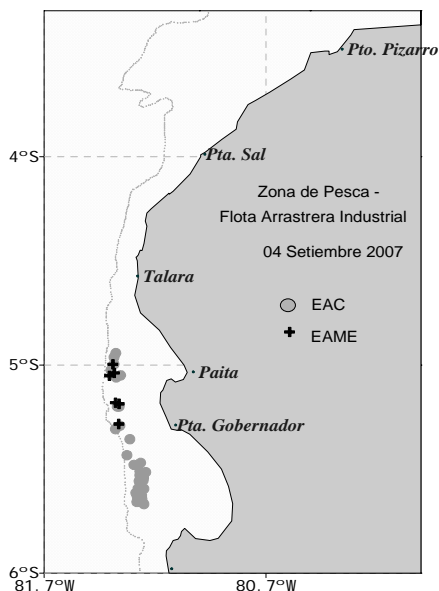 Pto. Pizarro
4°S
Pta. Sal
Zona de Pesca -
Flota Arrastrera Industrial
04 Setiembre 2007
Talara
EAC
EAME
5°S
Paita
Pta. Gobernador
6°S
81.7°W 80.7°W